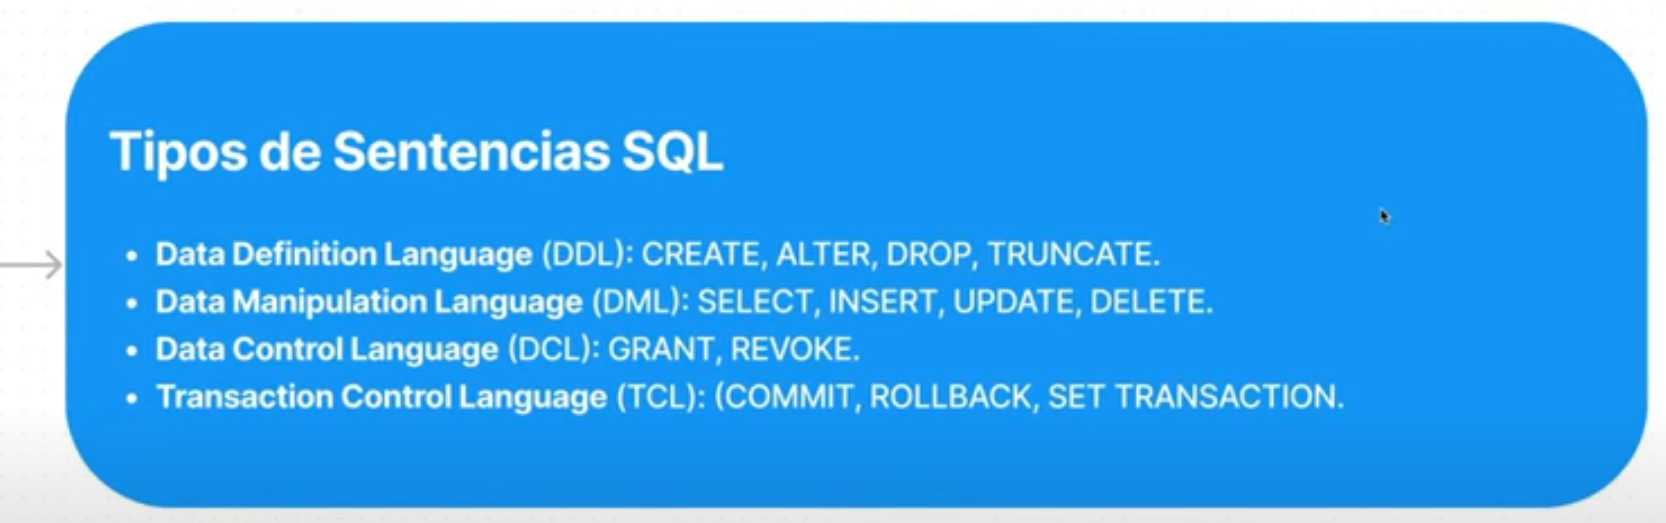 Tipos de Sentencias SQL
• Data Definition Language (DDL): CREATE, ALTER, DROP, TRUNCATE.
• Data Manipulation Language (DML): SELECT, INSERT, UPDATE, DELETE.
• Data Control Language (DCL): GRANT, REVOKE.
• Transaction Control Language (TCL): (COMMIT, ROLLBACK, SET TRANSACTION.